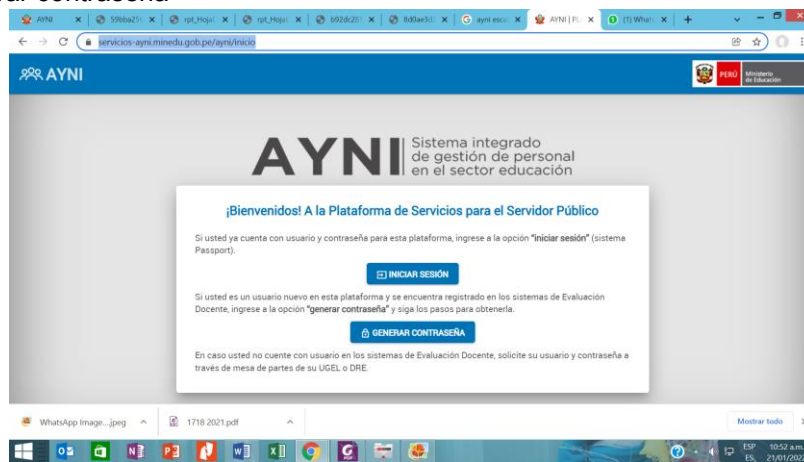 ar contraseña
AYNI
59bba25
rpt_Hoja
rpt_Hoja
b92dc28
8d0ae9d
ayni esca
AYNI | PL
(1) What
servicios-ayni.minedu.gob.pe/ayni/inicio
AYNI
PERÚ
Ministerio
de Educación
AYNI
Sistema integrado
de gestión de personal
en el sector educación
¡Bienvenidos! A la Plataforma de Servicios para el Servidor Público
Si usted ya cuenta con usuario y contraseña para esta plataforma, ingrese a la opción "iniciar sesión" (sistema
Passport).
INICIAR SESIÓN
Si usted es un usuario nuevo en esta plataforma y se encuentra registrado en los sistemas de Evaluación
Docente, ingrese a la opción "generar contraseña" y siga los pasos para obtenerla.
GENERAR CONTRASEÑA
En caso usted no cuente con usuario en los sistemas de Evaluación Docente, solicite su usuario y contraseña a
través de mesa de partes de su UGEL o DRE.
WhatsApp Image....jpeg
1718 2021.pdf
Mostrar todo
ESP 10:52 a.m.
ES, 21/01/2022